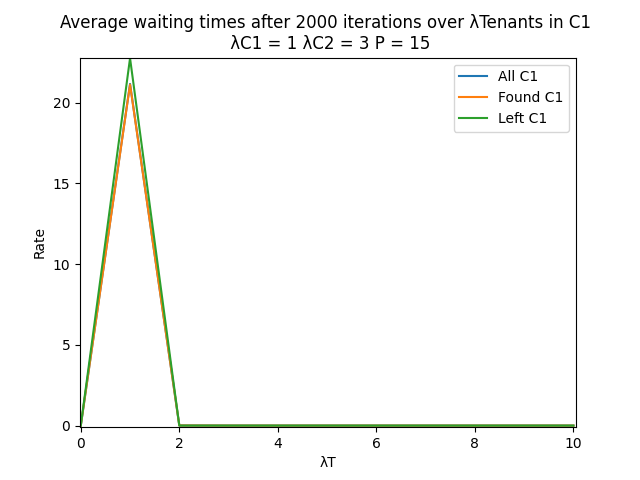 Average waiting times after 2000 iterations over λTenants in C1
λC1 = 1 λC2 = 3 P = 15
All C1
Found C1
Left C1
Rate
20
15
10
5
0
0 2 4 6 8 10
λT